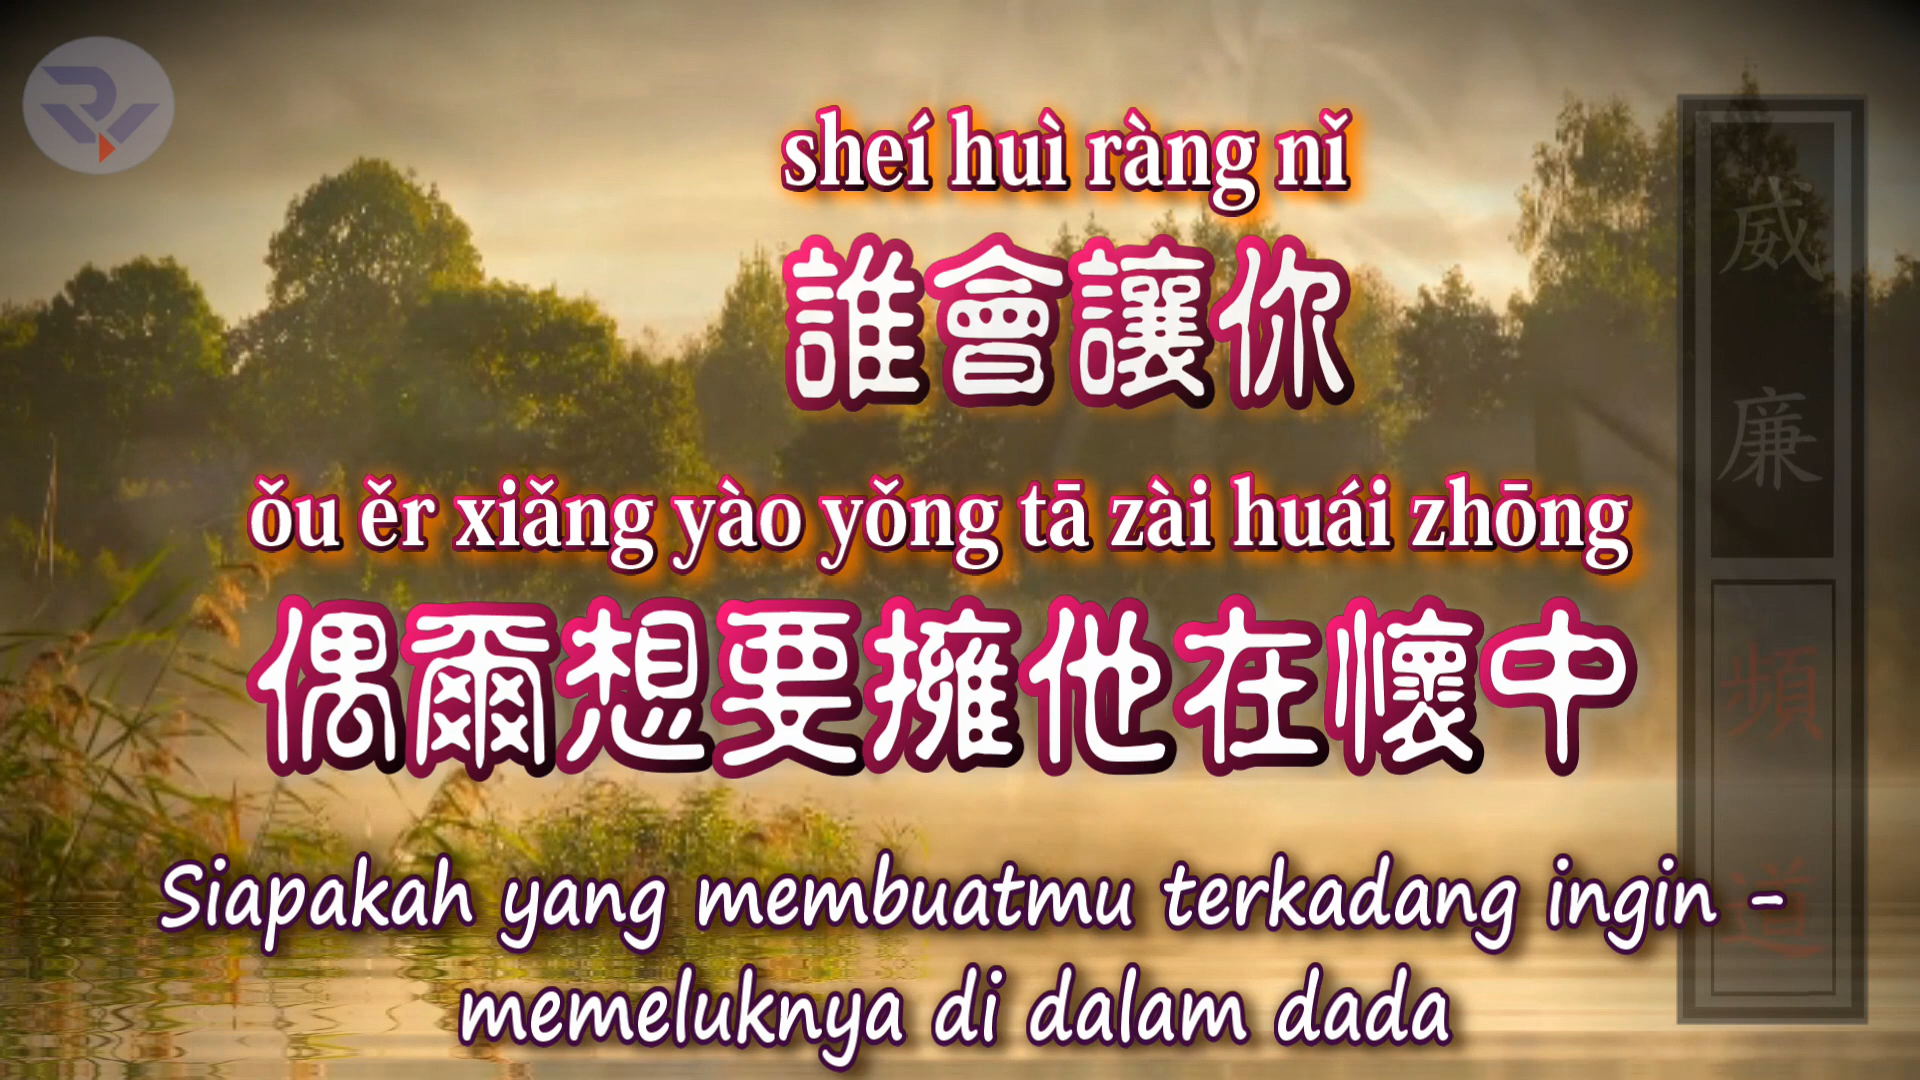 sheí huì ràng nǐ
誰會讓你
ǒu ěr xiǎng yào yǒng tā zài huái zhōng
偶爾想要擁他在懷中
Siapakah yang membuatmu terkadang ingin -
memeluknya di dalam dada
威廉
頻道